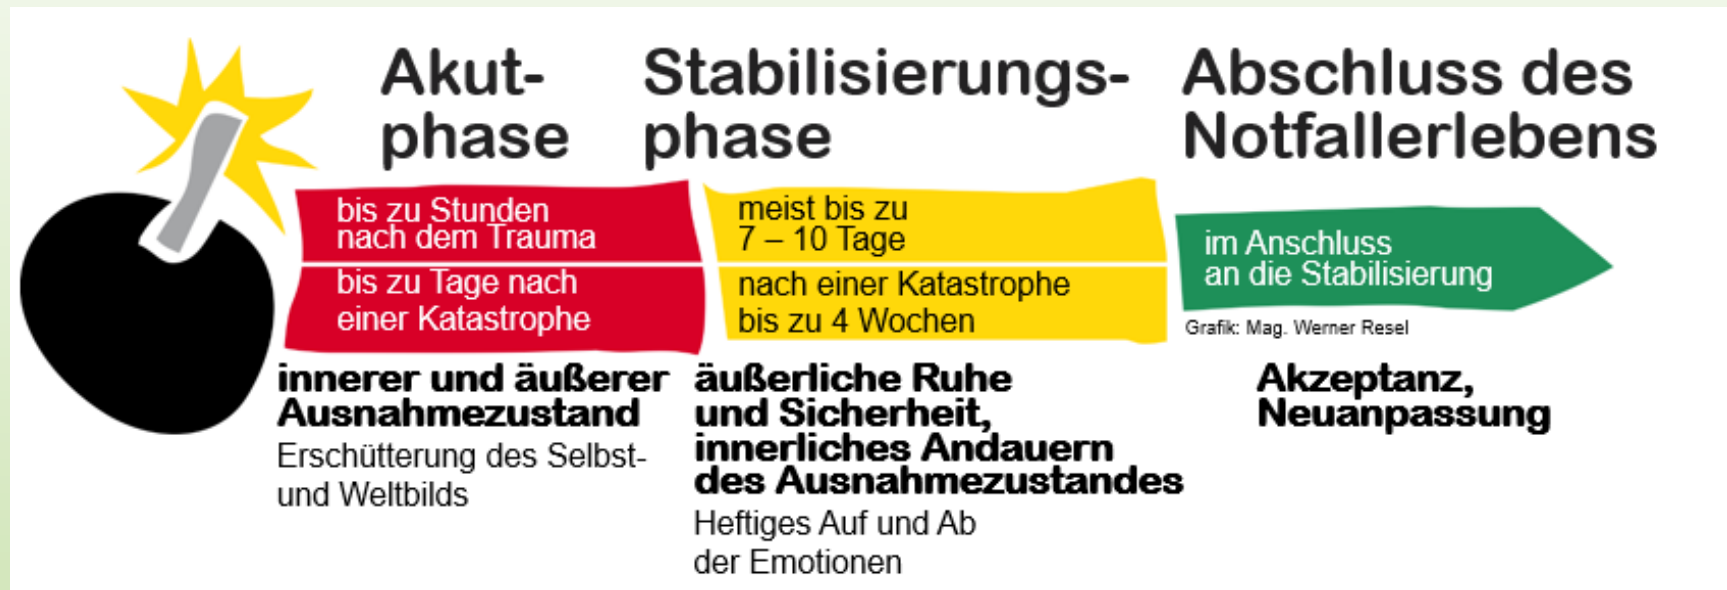 Akut-
phase
bis zu Stunden
nach dem Trauma
bis zu Tage nach
einer Katastrophe
innerer und äußerer
Ausnahmezustand
Erschütterung des Selbst-
und Weltbilds
Stabilisierungs-
phase
meist bis zu
7 – 10 Tage
nach einer Katastrophe
bis zu 4 Wochen
äußerliche Ruhe
und Sicherheit,
innerliches Andauern
des Ausnahmezustandes
Heftiges Auf und Ab
der Emotionen
Abschluss des
Notfallerlebens
im Anschluss
an die Stabilisierung
Grafik: Mag. Werner Resel
Akzeptanz,
Neuanpassung